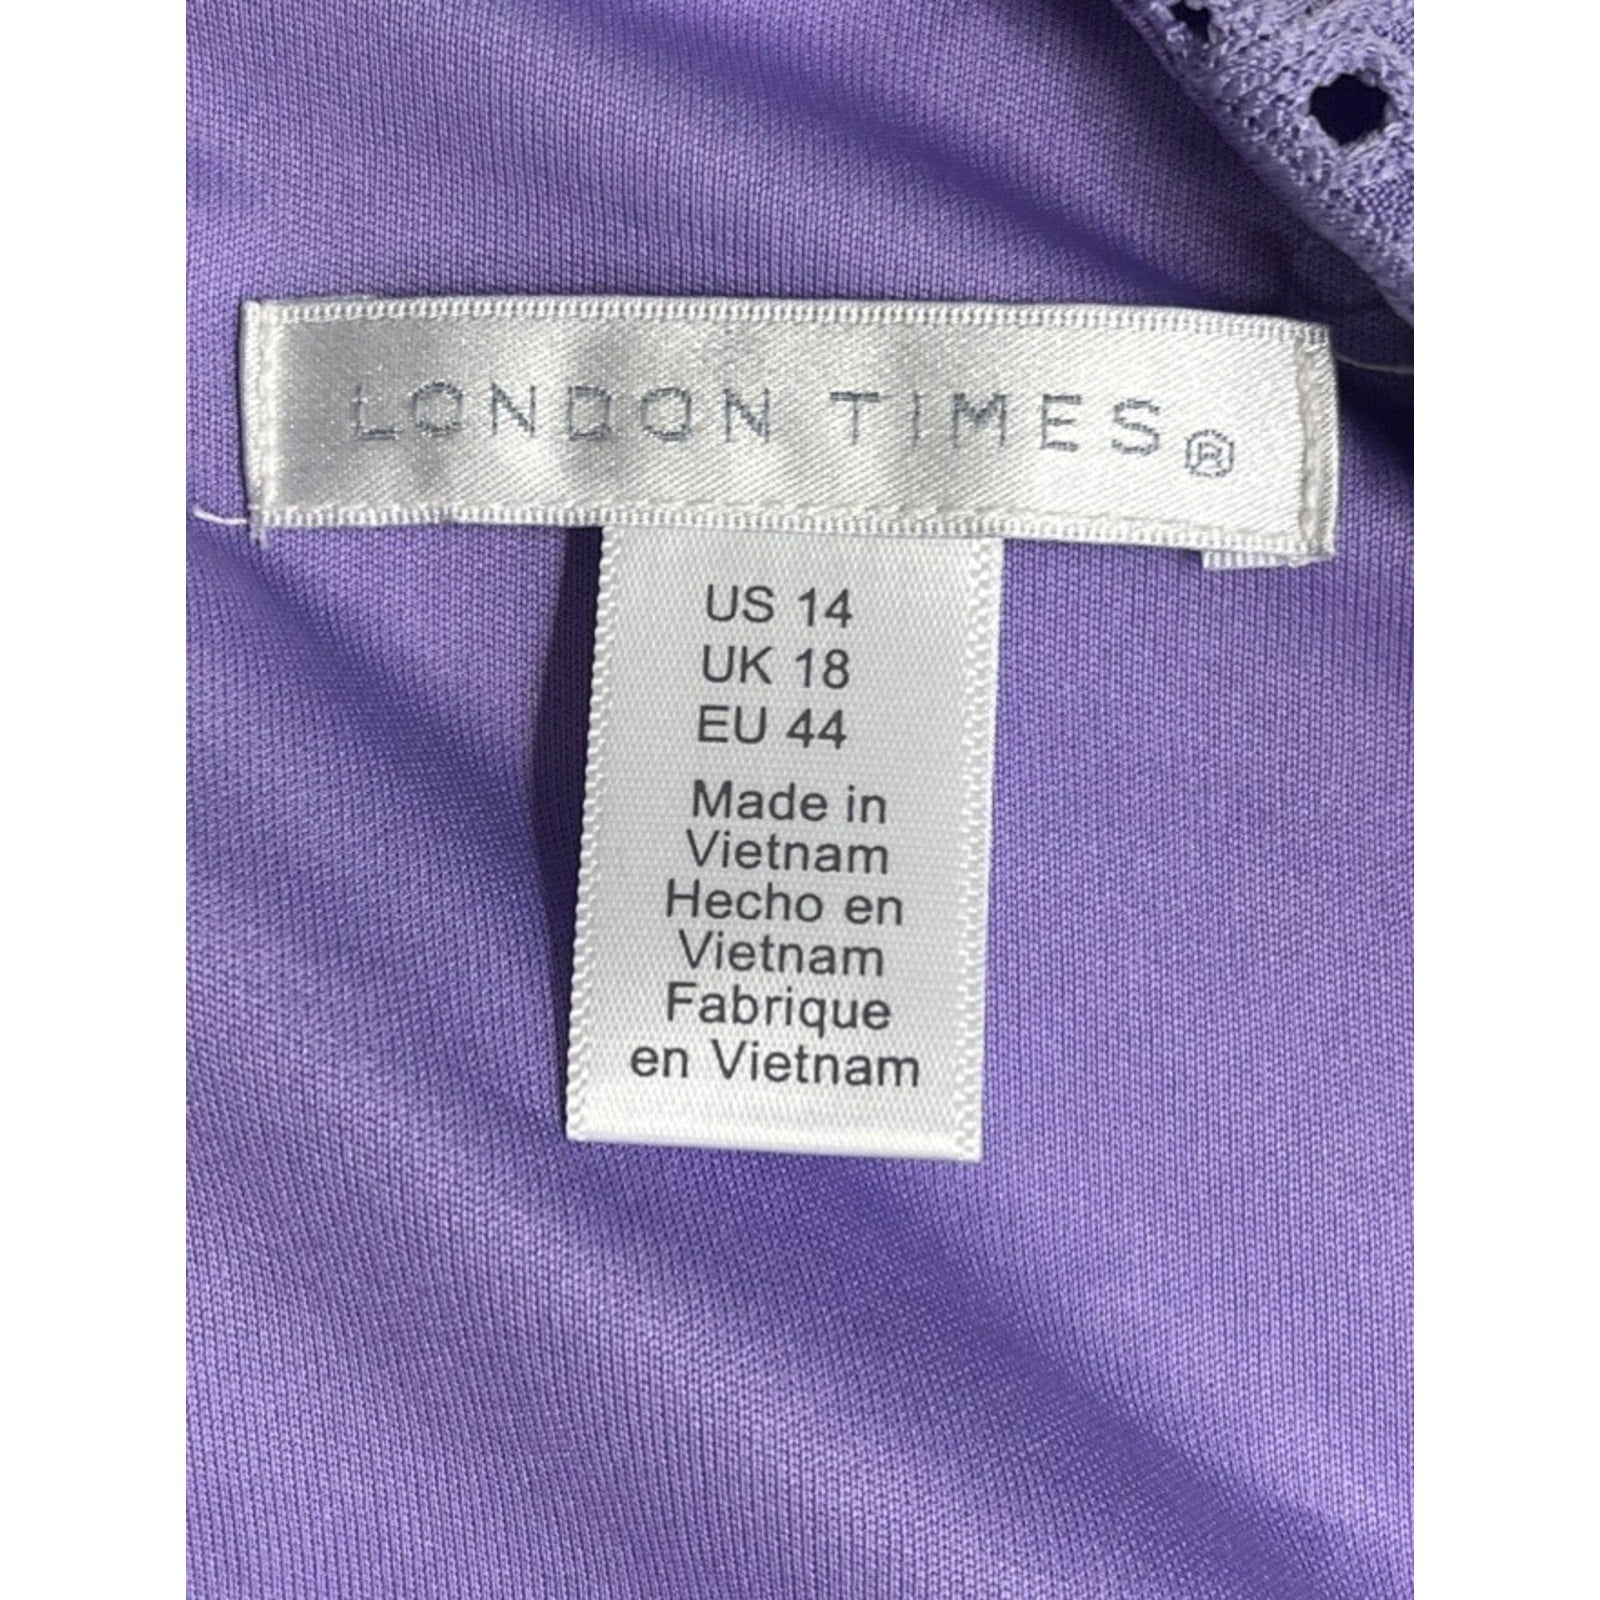 LONDON TIMES®
US 14
UK 18
EU 44
Made in
Vietnam
Hecho en
Vietnam
Fabrique
en Vietnam